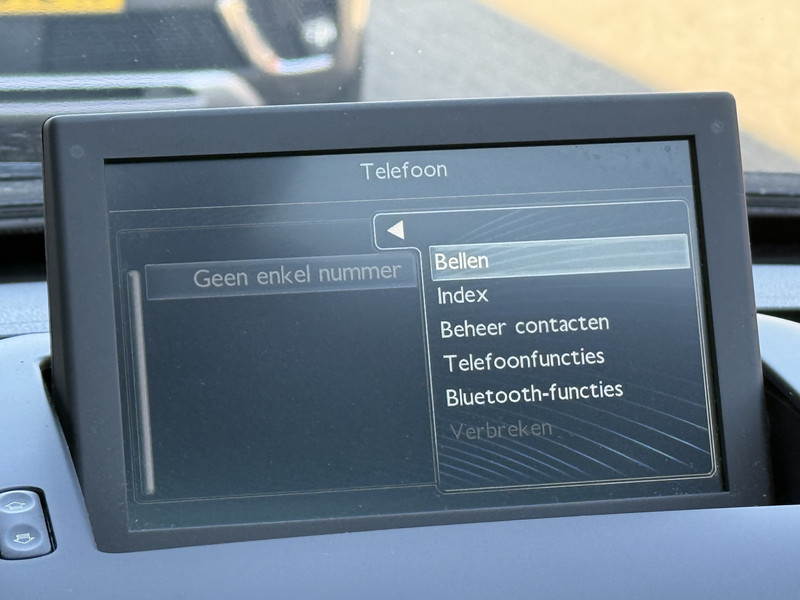 Telefoon
Geen enkel nummer
Bellen
Index
Beheer contacten
Telefoonfuncties
Bluetooth-functies
Verbreken